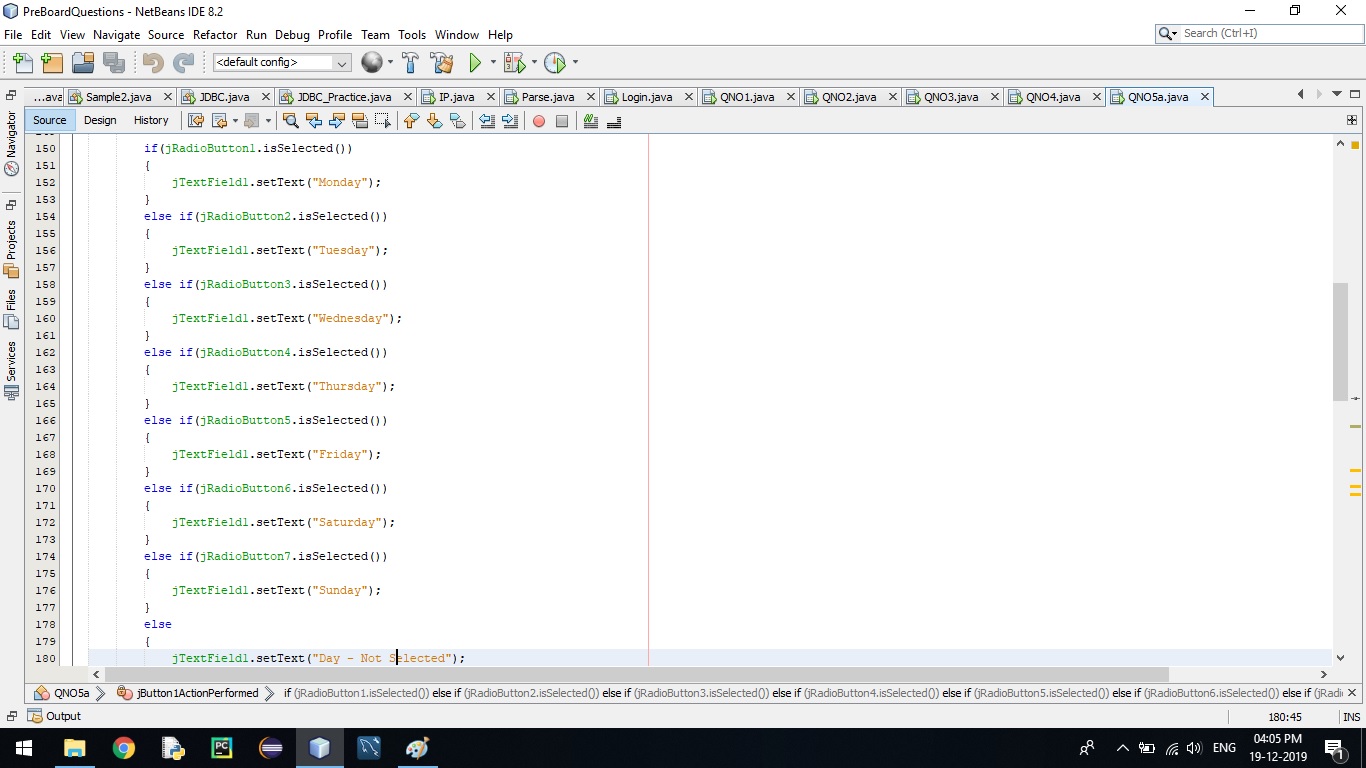 PreBoardQuestions - NetBeans IDE 8.2
File Edit View Navigate Source Refactor Run Debug Profile Team Tools Window Help
Search (Ctrl+I)
<default config>
...ava Sample2.java JDBC.java JDBC_Practice.java IP.java Parse.java Login.java QNO1.java QNO2.java QNO3.java QNO4.java QNO5a.java
Source Design History
Navigator
Projects
Files
Services
150 if(jRadioButton1.isSelected())
151 {
152 jTextField1.setText("Monday");
153 }
154 else if(jRadioButton2.isSelected())
155 {
156 jTextField1.setText("Tuesday");
157 }
158 else if(jRadioButton3.isSelected())
159 {
160 jTextField1.setText("Wednesday");
161 }
162 else if(jRadioButton4.isSelected())
163 {
164 jTextField1.setText("Thursday");
165 }
166 else if(jRadioButton5.isSelected())
167 {
168 jTextField1.setText("Friday");
169 }
170 else if(jRadioButton6.isSelected())
171 {
172 jTextField1.setText("Saturday");
173 }
174 else if(jRadioButton7.isSelected())
175 {
176 jTextField1.setText("Sunday");
177 }
178 else
179 {
180 jTextField1.setText("Day - Not Selected");
QNO5a jButton1ActionPerformed if (jRadioButton1.isSelected()) else if (jRadioButton2.isSelected()) else if (jRadioButton3.isSelected()) else if (jRadioButton4.isSelected()) else if (jRadioButton5.isSelected()) else if (jRadioButton6.isSelected()) else if (jRadi
Output
180:45 INS
ENG
04:05 PM
19-12-2019
1